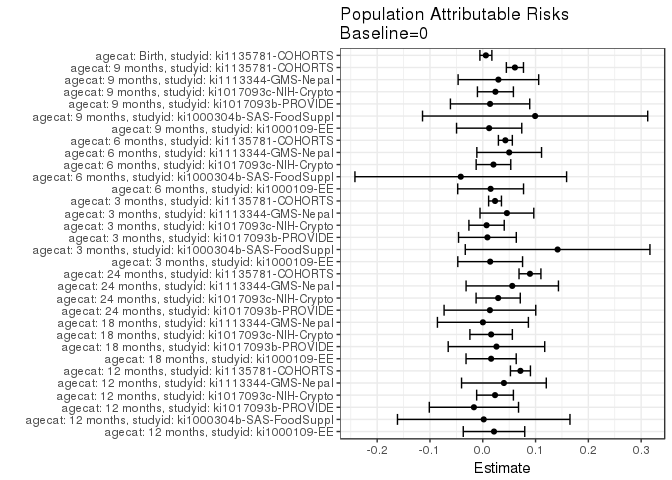 Population Attributable Risks
Baseline=0
agecat: Birth, studyid: ki1135781-COHORTS
agecat: 9 months, studyid: ki1135781-COHORTS
agecat: 9 months, studyid: ki1113344-GMS-Nepal
agecat: 9 months, studyid: ki1017093c-NIH-Crypto
agecat: 9 months, studyid: ki1017093b-PROVIDE
agecat: 9 months, studyid: ki1000304b-SAS-FoodSuppl
agecat: 9 months, studyid: ki1000109-EE
agecat: 6 months, studyid: ki1135781-COHORTS
agecat: 6 months, studyid: ki1113344-GMS-Nepal
agecat: 6 months, studyid: ki1017093c-NIH-Crypto
agecat: 6 months, studyid: ki1000304b-SAS-FoodSuppl
agecat: 6 months, studyid: ki1000109-EE
agecat: 3 months, studyid: ki1135781-COHORTS
agecat: 3 months, studyid: ki1113344-GMS-Nepal
agecat: 3 months, studyid: ki1017093c-NIH-Crypto
agecat: 3 months, studyid: ki1017093b-PROVIDE
agecat: 3 months, studyid: ki1000304b-SAS-FoodSuppl
agecat: 3 months, studyid: ki1000109-EE
agecat: 24 months, studyid: ki1135781-COHORTS
agecat: 24 months, studyid: ki1113344-GMS-Nepal
agecat: 24 months, studyid: ki1017093c-NIH-Crypto
agecat: 24 months, studyid: ki1017093b-PROVIDE
agecat: 18 months, studyid: ki1113344-GMS-Nepal
agecat: 18 months, studyid: ki1017093c-NIH-Crypto
agecat: 18 months, studyid: ki1017093b-PROVIDE
agecat: 18 months, studyid: ki1000109-EE
agecat: 12 months, studyid: ki1135781-COHORTS
agecat: 12 months, studyid: ki1113344-GMS-Nepal
agecat: 12 months, studyid: ki1017093c-NIH-Crypto
agecat: 12 months, studyid: ki1017093b-PROVIDE
agecat: 12 months, studyid: ki1000304b-SAS-FoodSuppl
agecat: 12 months, studyid: ki1000109-EE
-0.2 -0.1 0.0 0.1 0.2 0.3
Estimate